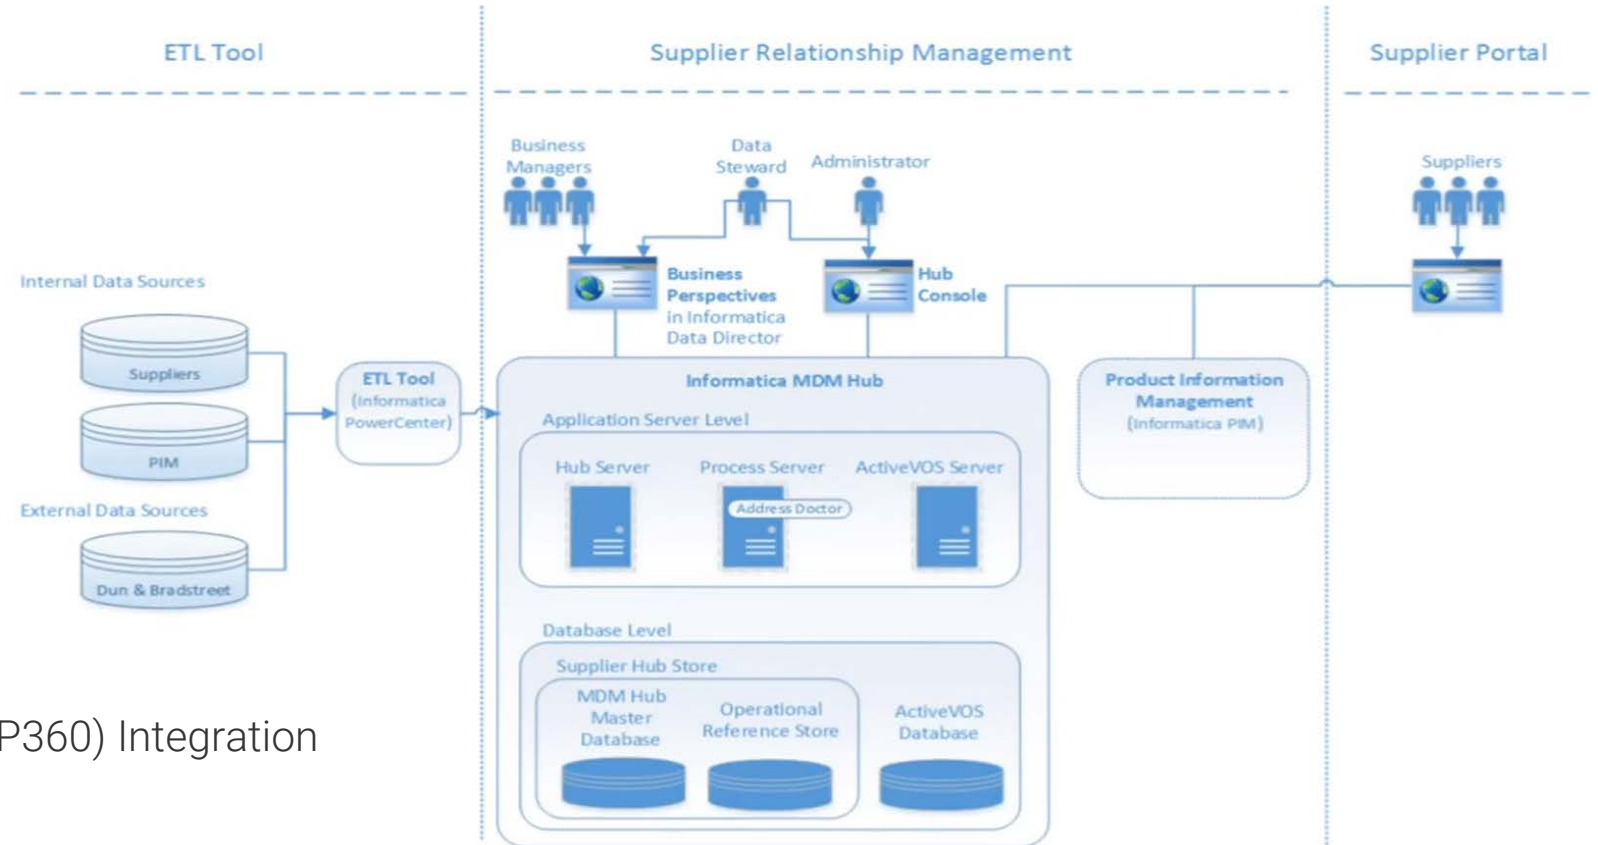 ETL Tool
Supplier Relationship Management
Supplier Portal
Business
Managers
Data
Steward
Administrator
Suppliers
Internal Data Sources
Suppliers
PIM
External Data Sources
Dun & Bradstreet
ETL Tool
(Informatica
PowerCenter)
Business
Perspectives
in Informatica
Data Director
Hub
Console
Informatica MDM Hub
Application Server Level
Hub Server
Process Server
ActiveVOS Server
Address Doctor
Database Level
Supplier Hub Store
MDM Hub
Master
Database
Operational
Reference Store
ActiveVOS
Database
Product Information
Management
(Informatica PIM)
P360) Integration